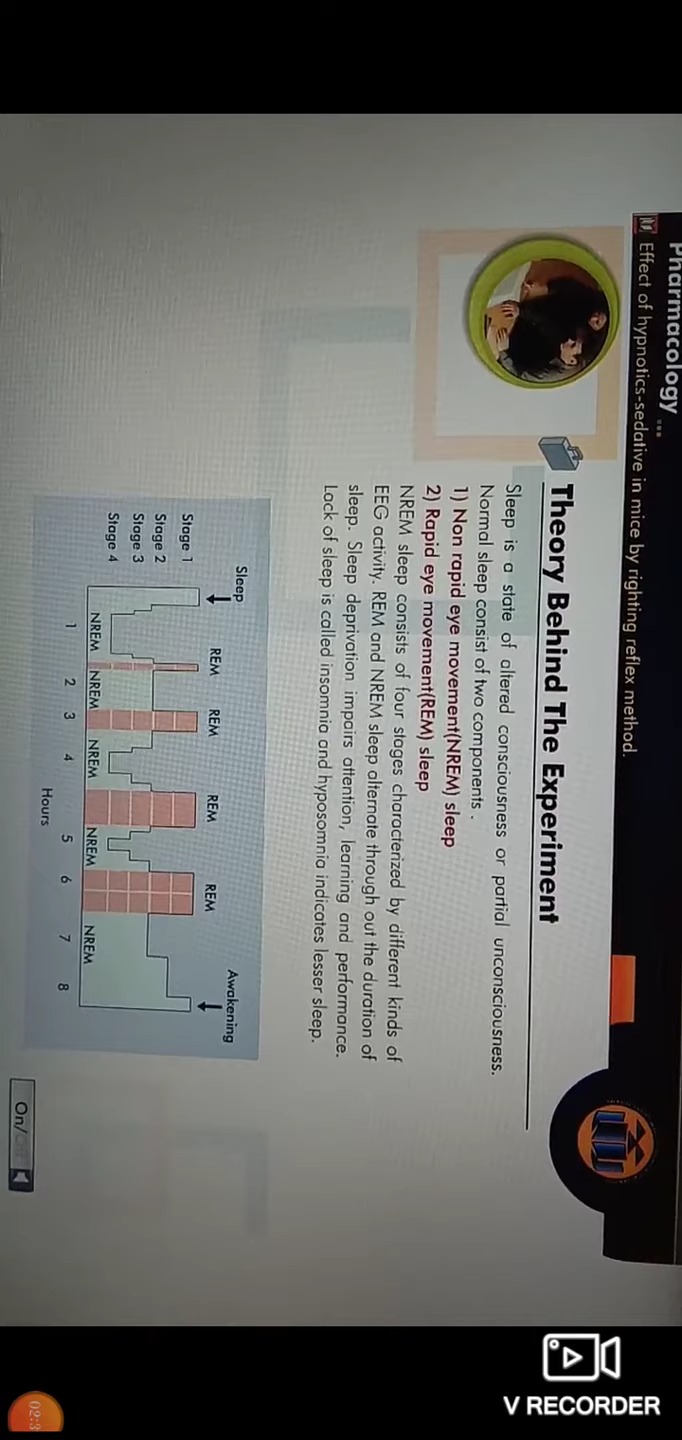 Pharmacology ...
Effect of hypnotics-sedative in mice by righting reflex method.
Theory Behind The Experiment
Sleep is a state of altered consciousness or partial unconsciousness.
Normal sleep consist of two components .
1) Non rapid eye movement(NREM) sleep
2) Rapid eye movement(REM) sleep
NREM sleep consists of four stages characterized by different kinds of
EEG activity. REM and NREM sleep alternate through out the duration of
sleep. Sleep deprivation impairs attention, learning and performance.
Lack of sleep is called insomnia and hyposomnia indicates lesser sleep.
Sleep
Awakening
REM REM REM REM
Stage 1
Stage 2
Stage 3
Stage 4
NREM NREM NREM NREM NREM
1 2 3 4 5 6 7 8
Hours
On/
V RECORDER
02:3